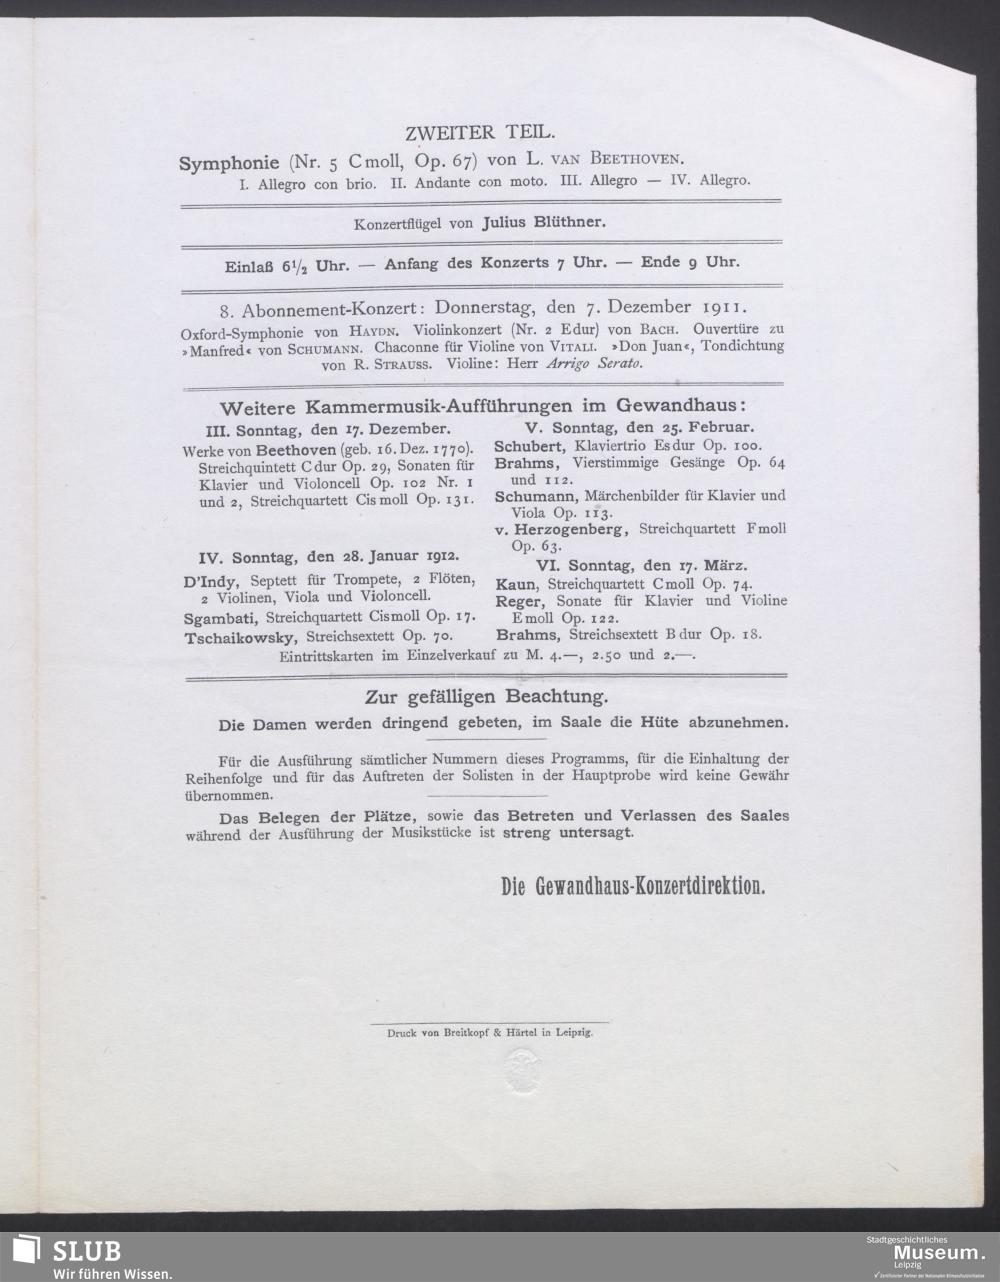 ZWEITER TEIL.
Symphonie (Nr. 5 Cmoll, Op. 67) von L. VAN BEETHOVEN.
I. Allegro con brio. II. Andante con moto. III. Allegro — IV. Allegro.
Konzertflügel von Julius Blüthner.
Einlaß 6½ Uhr. — Anfang des Konzerts 7 Uhr. — Ende 9 Uhr.
8. Abonnement-Konzert: Donnerstag, den 7. Dezember 1911.
Oxford-Symphonie von HAYDN. Violinkonzert (Nr. 2 Edur) von BACH. Ouvertüre zu
»Manfred« von SCHUMANN. Chaconne für Violine von VITALI. »Don Juan«, Tondichtung
von R. STRAUSS. Violine: Herr Arrigo Serato.
Weitere Kammermusik-Aufführungen im Gewandhaus:
III. Sonntag, den 17. Dezember.
Werke von Beethoven (geb. 16. Dez. 1770).
Streichquintett Cdur Op. 29, Sonaten für
Klavier und Violoncell Op. 102 Nr. 1
und 2, Streichquartett Cis moll Op. 131.
IV. Sonntag, den 28. Januar 1912.
D'Indy, Septett für Trompete, 2 Flöten,
2 Violinen, Viola und Violoncell.
Sgambati, Streichquartett Cismoll Op. 17.
Tschaikowsky, Streichsextett Op. 70.
V. Sonntag, den 25. Februar.
Schubert, Klaviertrio Es dur Op. 100.
Brahms, Vierstimmige Gesänge Op. 64
und 112.
Schumann, Märchenbilder für Klavier und
Viola Op. 113.
v. Herzogenberg, Streichquartett Fmoll
Op. 63.
VI. Sonntag, den 17. März.
Kaun, Streichquartett Cmoll Op. 74.
Reger, Sonate für Klavier und Violine
Emoll Op. 122.
Brahms, Streichsextett Bdur Op. 18.
Eintrittskarten im Einzelverkauf zu M. 4.—, 2.50 und 2.—.
Zur gefälligen Beachtung.
Die Damen werden dringend gebeten, im Saale die Hüte abzunehmen.
Für die Ausführung sämtlicher Nummern dieses Programms, für die Einhaltung der
Reihenfolge und für das Auftreten der Solisten in der Hauptprobe wird keine Gewähr
übernommen.
Das Belegen der Plätze, sowie das Betreten und Verlassen des Saales
während der Ausführung der Musikstücke ist streng untersagt.
Die Gewandhaus-Konzertdirektion.
Druck von Breitkopf & Härtel in Leipzig.
SLUB
Wir führen Wissen.
Stadtgeschichtliches
Museum.
Leipzig
Zertifizierter Partner der Nationalen Klimaschutzinitiative